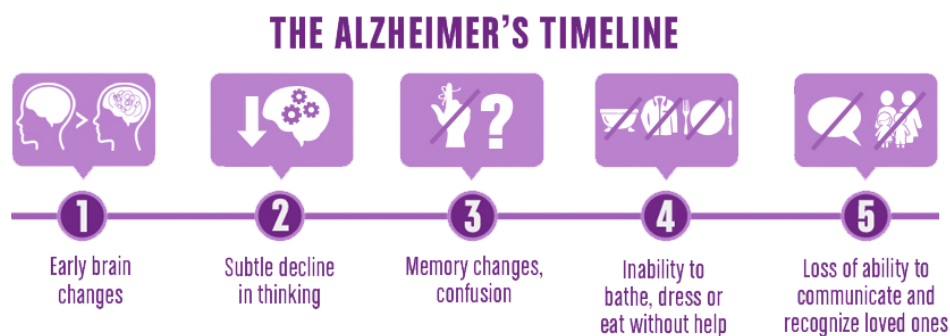 THE ALZHEIMER'S TIMELINE
?
1
Early brain
changes
2
Subtle decline
in thinking
3
Memory changes,
confusion
4
Inability to
bathe, dress or
eat without help
5
Loss of ability to
communicate and
recognize loved ones